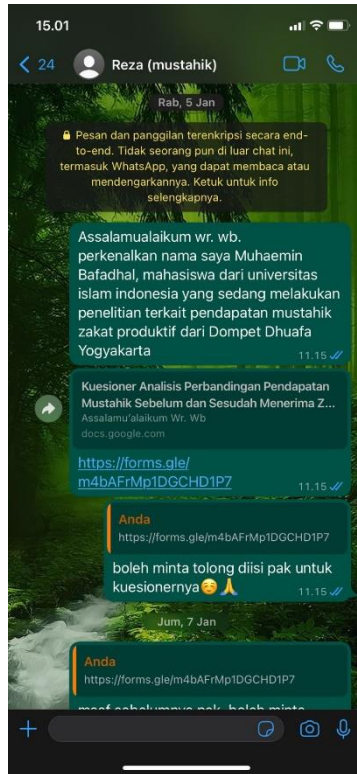 15.01
24
Reza (mustahik)
Rab, 5 Jan
Pesan dan panggilan terenkripsi secara end-
to-end. Tidak seorang pun di luar chat ini,
termasuk WhatsApp, yang dapat membaca atau
mendengarkannya. Ketuk untuk info
selengkapnya.
Assalamualaikum wr. wb.
perkenalkan nama saya Muhaemin
Bafadhal, mahasiswa dari universitas
islam indonesia yang sedang melakukan
penelitian terkait pendapatan mustahik
zakat produktif dari Dompet Dhuafa
Yogyakarta
11.15
Kuesioner Analisis Perbandingan Pendapatan
Mustahik Sebelum dan Sesudah Menerima Z...
Assalamu'alaikum Wr. Wb
docs.google.com
https://forms.gle/
m4bAFrMp1DGCHD1P7
11.15
Anda
https://forms.gle/m4bAFrMp1DGCHD1P7
boleh minta tolong diisi pak untuk
kuesionernya☺️🙏
11.15
Jum, 7 Jan
Anda
https://forms.gle/m4bAFrMp1DGCHD1P7
maaf sebelumnya pak, boleh minta